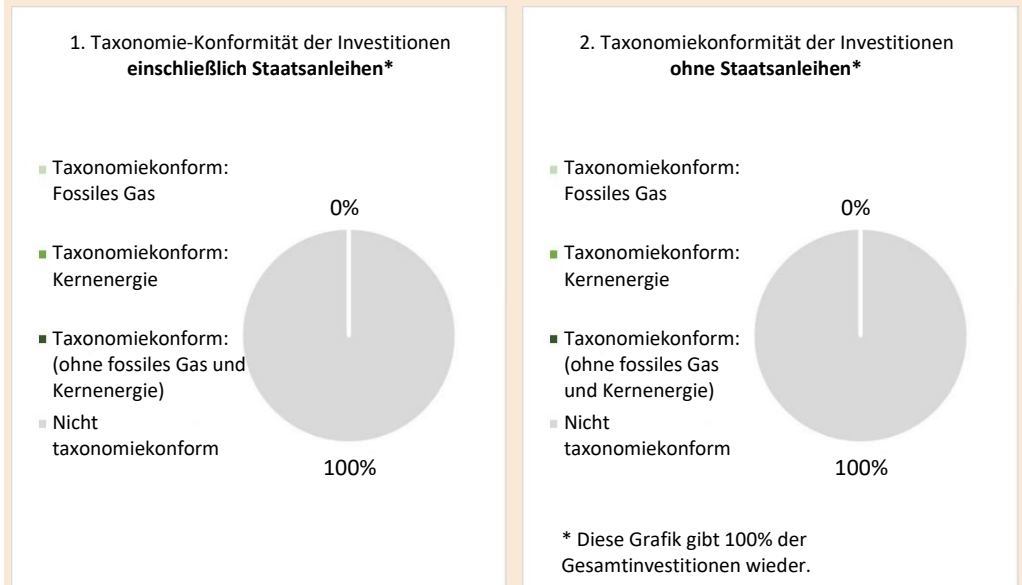 1. Taxonomie-Konformität der Investitionen
einschließlich Staatsanleihen*
Taxonomiekonform:
Fossiles Gas
Taxonomiekonform:
Kernenergie
Taxonomiekonform:
(ohne fossiles Gas und
Kernenergie)
Nicht
taxonomiekonform
0%
100%
2. Taxonomiekonformität der Investitionen
ohne Staatsanleihen*
Taxonomiekonform:
Fossiles Gas
Taxonomiekonform:
Kernenergie
Taxonomiekonform:
(ohne fossiles Gas
und Kernenergie)
Nicht
taxonomiekonform
0%
100%
* Diese Grafik gibt 100% der
Gesamtinvestitionen wieder.